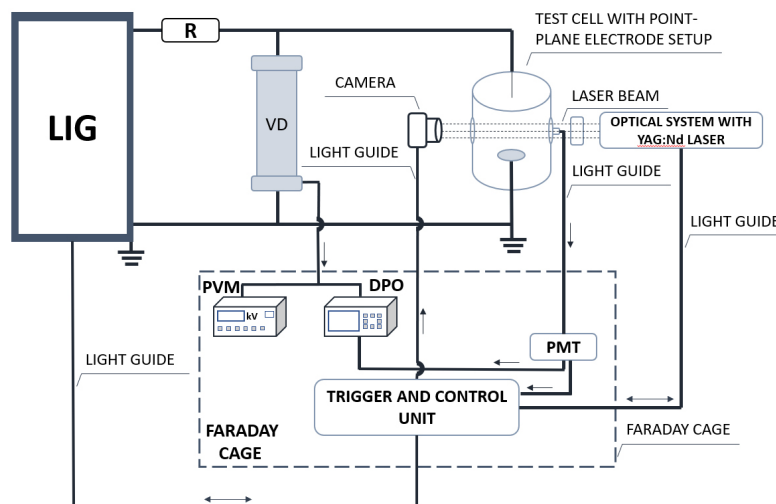 TEST CELL WITH POINT-
PLANE ELECTRODE SETUP
R
CAMERA
LASER BEAM
LIG
VD
OPTICAL SYSTEM WITH
YAG:Nd LASER
LIGHT GUIDE
LIGHT GUIDE
LIGHT GUIDE
PVM
DPO
kV
PMT
LIGHT GUIDE
TRIGGER AND CONTROL
UNIT
FARADAY
CAGE
FARADAY CAGE